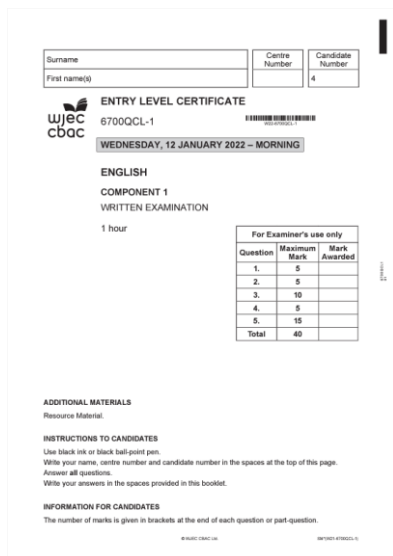 Surname
Centre Number
Candidate Number
First name(s)
4
wjec
cbac
ENTRY LEVEL CERTIFICATE
6700QCL-1
WEDNESDAY, 12 JANUARY 2022 – MORNING
ENGLISH
COMPONENT 1
WRITTEN EXAMINATION
1 hour
For Examiner's use only
Question Maximum Mark Mark Awarded
1. 5
2. 5
3. 10
4. 5
5. 15
Total 40
ADDITIONAL MATERIALS
Resource Material.
INSTRUCTIONS TO CANDIDATES
Use black ink or black ball-point pen.
Write your name, centre number and candidate number in the spaces at the top of this page.
Answer all questions.
Write your answers in the spaces provided in this booklet.
INFORMATION FOR CANDIDATES
The number of marks is given in brackets at the end of each question or part-question.
© WJEC CBAC Ltd.